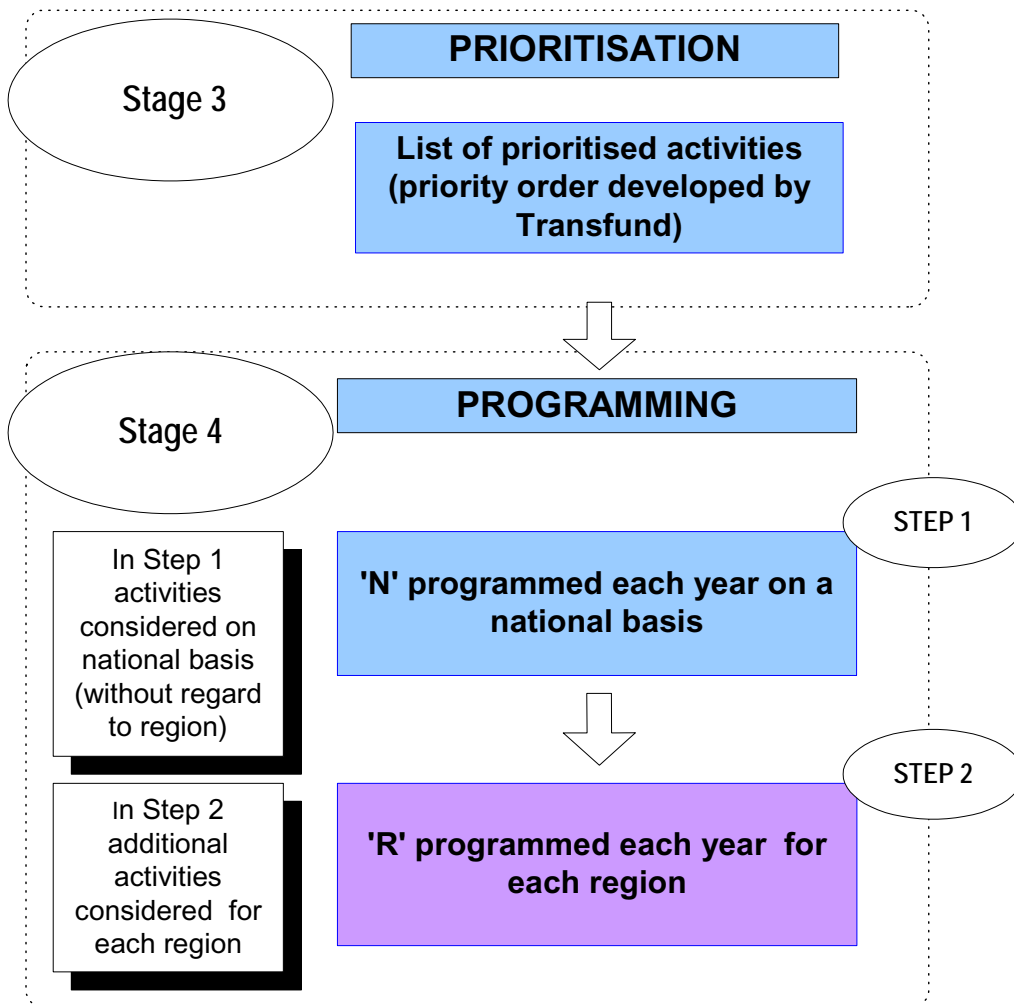 Stage 3
PRIORITISATION
List of prioritised activities
(priority order developed by
Transfund)
Stage 4
PROGRAMMING
STEP 1
In Step 1
activities
considered on
national basis
(without regard
to region)
'N' programmed each year on a
national basis
STEP 2
In Step 2
additional
activities
considered for
each region
'R' programmed each year for
each region